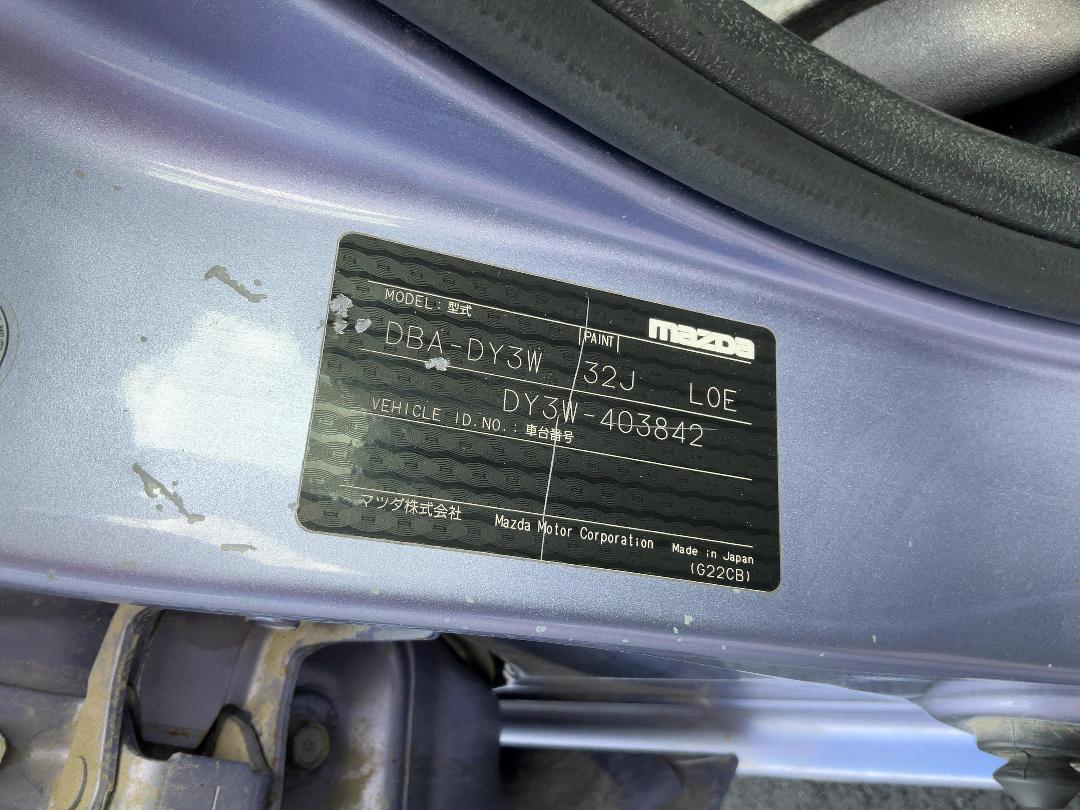 MODEL: 型式
PAINT
mazda
DBA-DY3W 32J L0E
DY3W-403842
VEHICLE ID.NO.: 車台番号
マツダ株式会社 Mazda Motor Corporation Made in Japan
(G22CB)